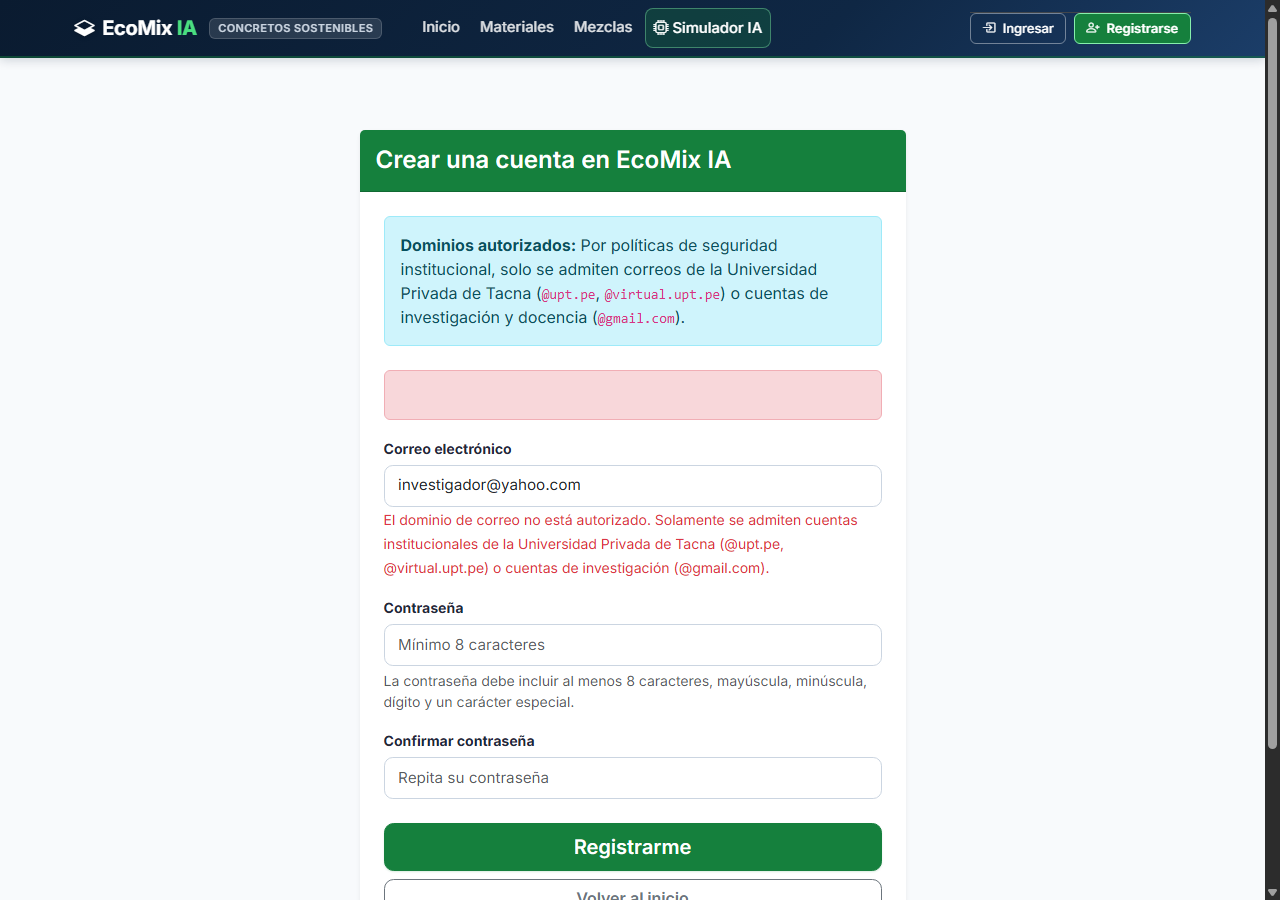 EcoMix IA CONCRETOS SOSTENIBLES Inicio Materiales Mezclas Simulador IA Ingresar Registrarse
Crear una cuenta en EcoMix IA
Dominios autorizados: Por políticas de seguridad
institucional, solo se admiten correos de la Universidad
Privada de Tacna (@upt.pe, @virtual.upt.pe) o cuentas de
investigación y docencia (@gmail.com).
Correo electrónico
investigador@yahoo.com
El dominio de correo no está autorizado. Solamente se admiten cuentas
institucionales de la Universidad Privada de Tacna (@upt.pe,
@virtual.upt.pe) o cuentas de investigación (@gmail.com).
Contraseña
Mínimo 8 caracteres
La contraseña debe incluir al menos 8 caracteres, mayúscula, minúscula,
dígito y un carácter especial.
Confirmar contraseña
Repita su contraseña
Registrarme
Volver al inicio